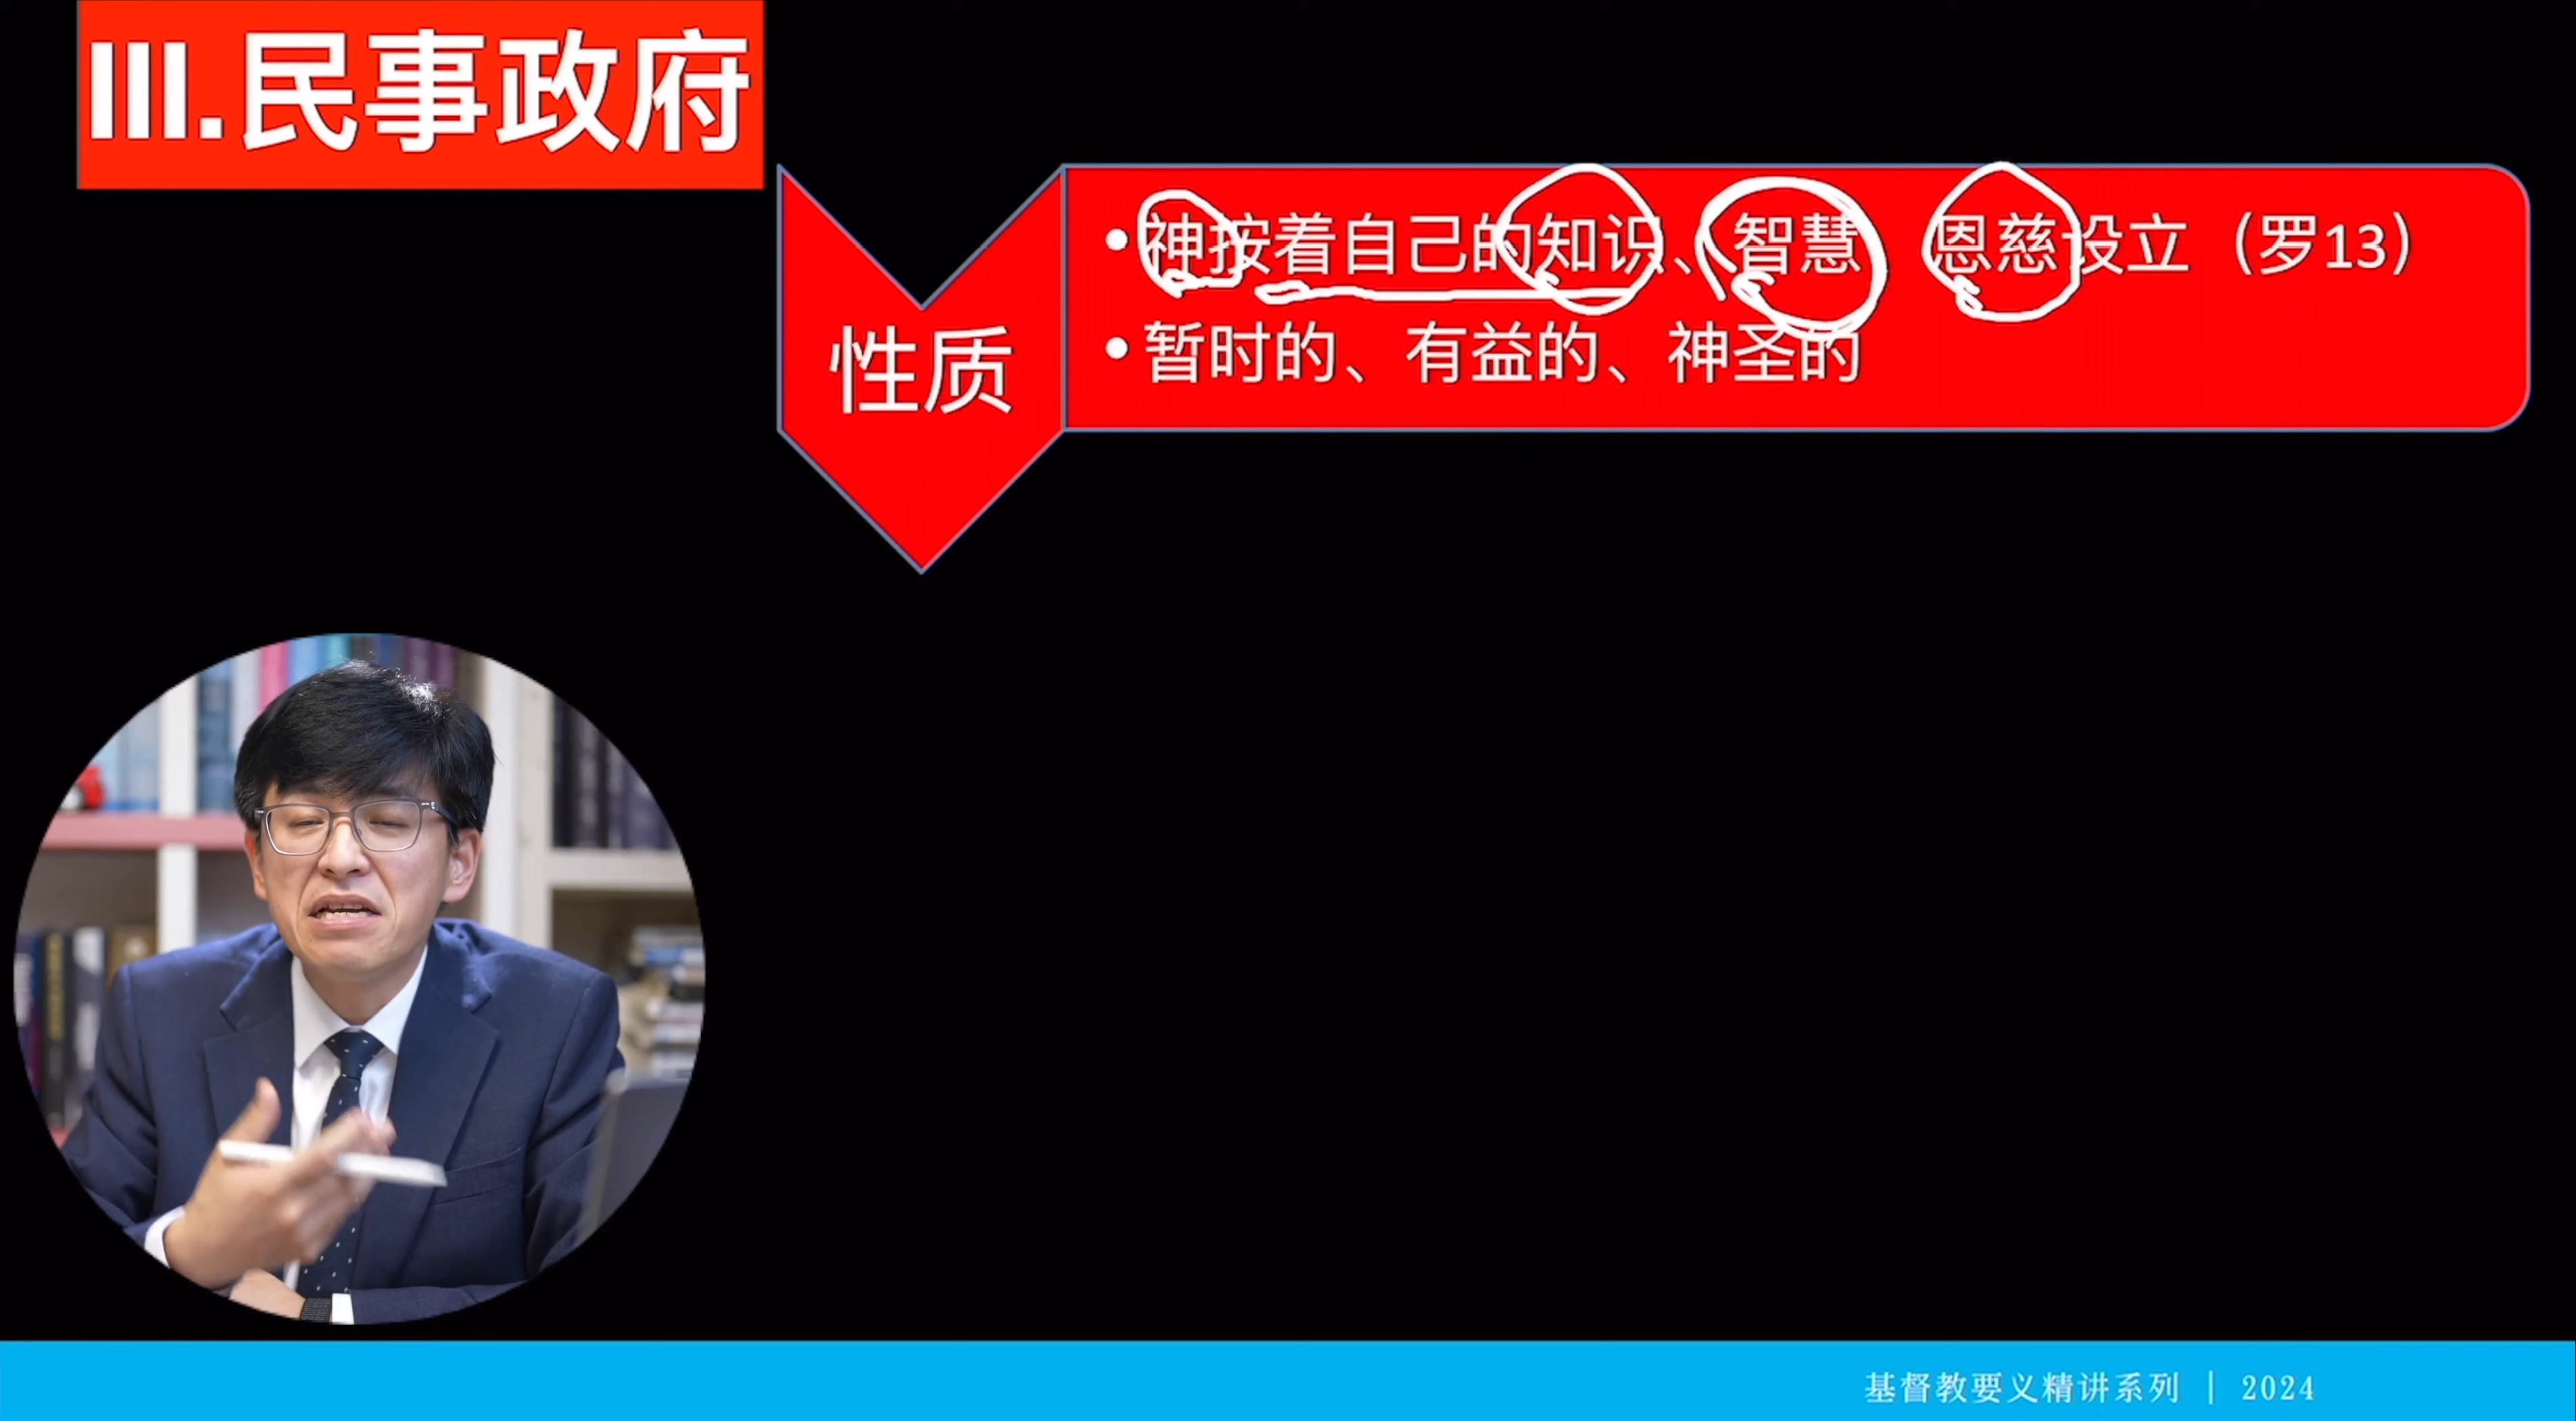 III.民事政府
性质
•神按着自己的知识、智慧、恩慈设立（罗13）
•暂时的、有益的、神圣的
基督教要义精讲系列 | 2024